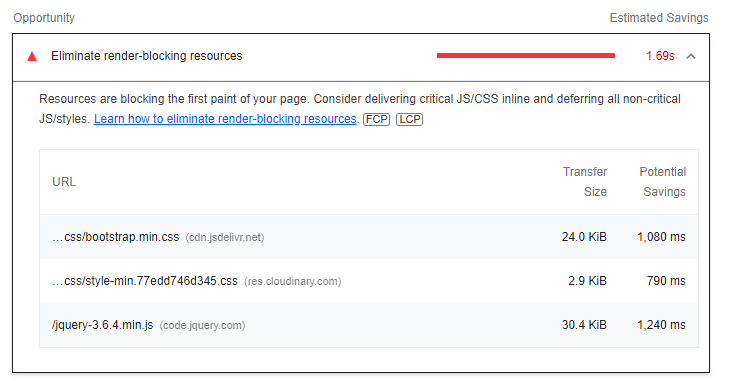 Opportunity Estimated Savings
Eliminate render-blocking resources 1.69s
Resources are blocking the first paint of your page. Consider delivering critical JS/CSS inline and deferring all non-critical
JS/styles. Learn how to eliminate render-blocking resources. FCP LCP
URL Transfer Size Potential Savings
…css/bootstrap.min.css (cdn.jsdelivr.net) 24.0 KiB 1,080 ms
…css/style-min.77edd746d345.css (res.cloudinary.com) 2.9 KiB 790 ms
/jquery-3.6.4.min.js (code.jquery.com) 30.4 KiB 1,240 ms